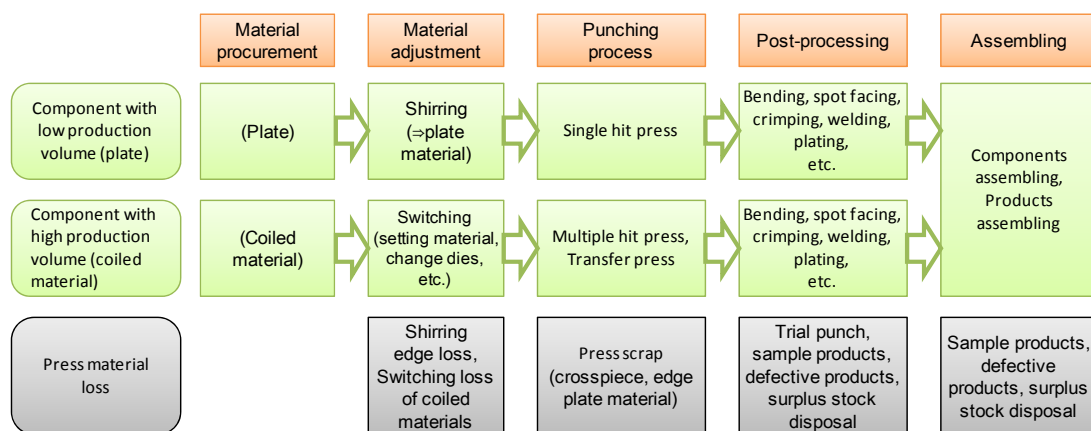 Material
procurement
Material
adjustment
Punching
process
Post-processing
Assembling
Component with
low production
volume (plate)
(Plate)
Shirring
(⇒plate
material)
Single hit press
Bending, spot facing,
crimping, welding,
plating,
etc.
Components
assembling,
Products
assembling
Component with
high production
volume (coiled
material)
(Coiled
material)
Switching
(setting material,
change dies,
etc.)
Multiple hit press,
Transfer press
Bending, spot facing,
crimping, welding,
plating,
etc.
Press material
loss
Shirring
edge loss,
Switching loss
of coiled
materials
Press scrap
(crosspiece, edge
plate material)
Trial punch,
sample products,
defective products,
surplus stock
disposal
Sample products,
defective
products, surplus
stock disposal